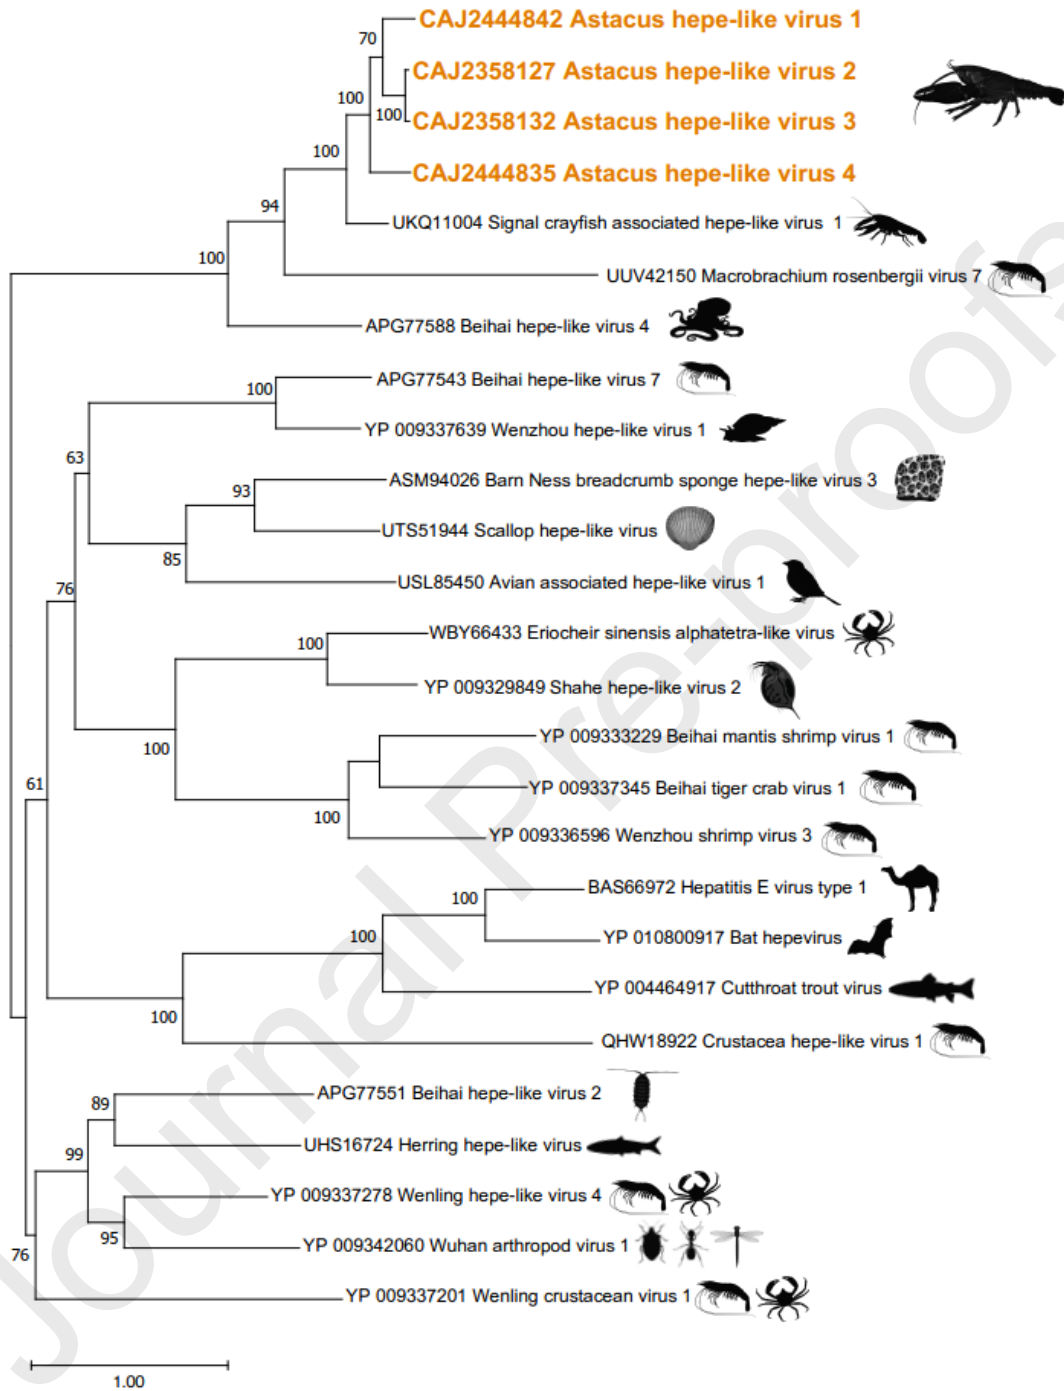 CAJ2444842 Astacus hepe-like virus 1
70
CAJ2358127 Astacus hepe-like virus 2
100
100
CAJ2358132 Astacus hepe-like virus 3
100
CAJ2444835 Astacus hepe-like virus 4
94
UKQ11004 Signal crayfish associated hepe-like virus 1
100
UUV42150 Macrobrachium rosenbergii virus 7
APG77588 Beihai hepe-like virus 4
APG77543 Beihai hepe-like virus 7
100
YP 009337639 Wenzhou hepe-like virus 1
63
ASM94026 Barn Ness breadcrumb sponge hepe-like virus 3
93
UTS51944 Scallop hepe-like virus
85
USL85450 Avian associated hepe-like virus 1
76
WBY66433 Eriocheir sinensis alphatetra-like virus
100
YP 009329849 Shahe hepe-like virus 2
YP 009333229 Beihai mantis shrimp virus 1
100
61
YP 009337345 Beihai tiger crab virus 1
100
YP 009336596 Wenzhou shrimp virus 3
BAS66972 Hepatitis E virus type 1
100
YP 010800917 Bat hepevirus
100
YP 004464917 Cutthroat trout virus
100
QHW18922 Crustacea hepe-like virus 1
APG77551 Beihai hepe-like virus 2
89
UHS16724 Herring hepe-like virus
99
YP 009337278 Wenling hepe-like virus 4
95
YP 009342060 Wuhan arthropod virus 1
76
YP 009337201 Wenling crustacean virus 1
1.00
Journal Pre-proofs